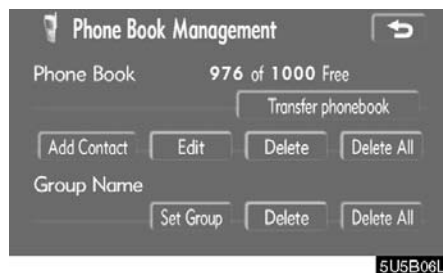 Phone Book Management
Phone Book 976 of 1000 Free
Transfer phonebook
Add Contact Edit Delete Delete All
Group Name
Set Group Delete Delete All
5U5B06L